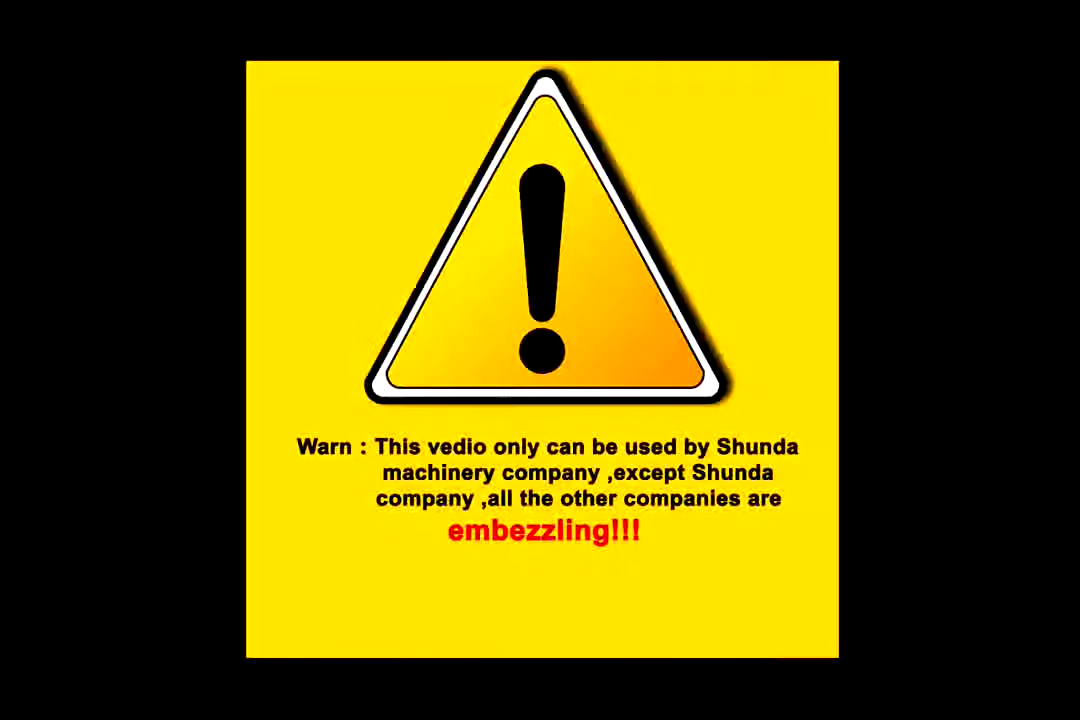 Warn : This vedio only can be used by Shunda
machinery company ,except Shunda
company ,all the other companies are
embezzling!!!